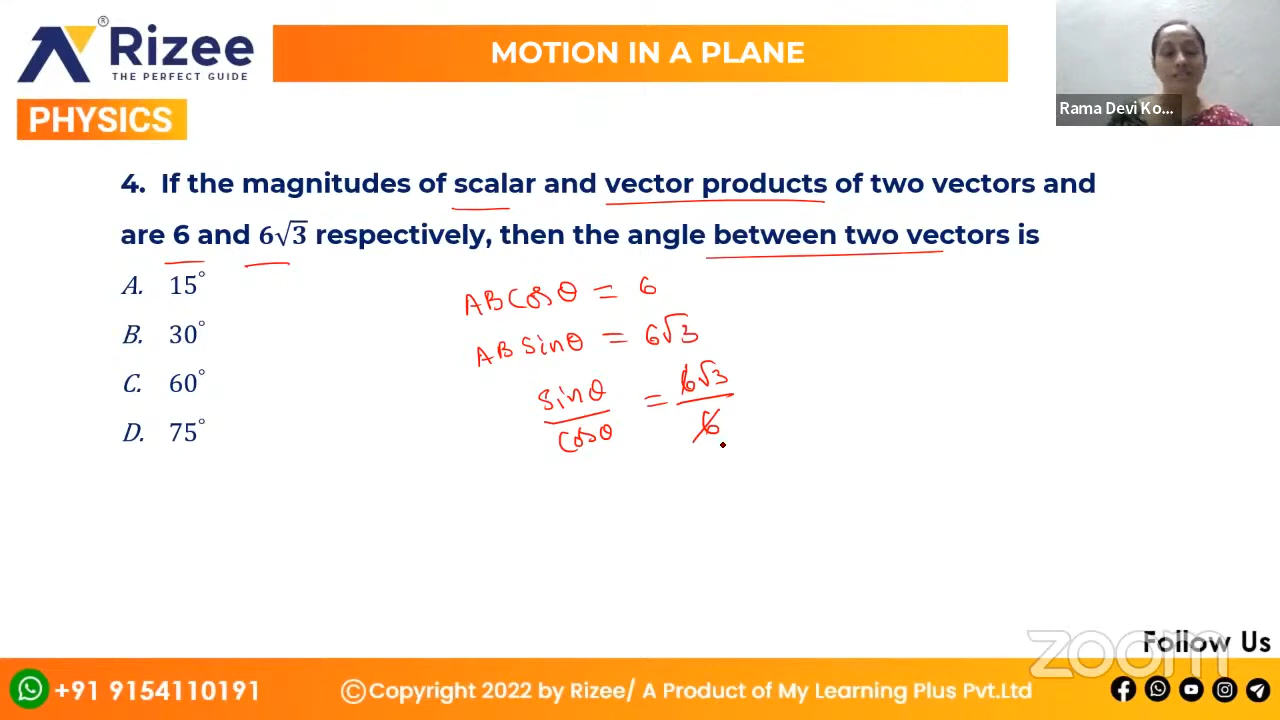 Rizee®
THE PERFECT GUIDE
MOTION IN A PLANE
Rama Devi Ko...
PHYSICS
4. If the magnitudes of scalar and vector products of two vectors and
are 6 and 6√3 respectively, then the angle between two vectors is
A. 15°
B. 30°
C. 60°
D. 75°
AB Cosθ = 6
AB Sinθ = 6√3
Sinθ/Cosθ = 6√3/6
Follow Us
zoom
+91 9154110191
©Copyright 2022 by Rizee/ A Product of My Learning Plus Pvt.Ltd